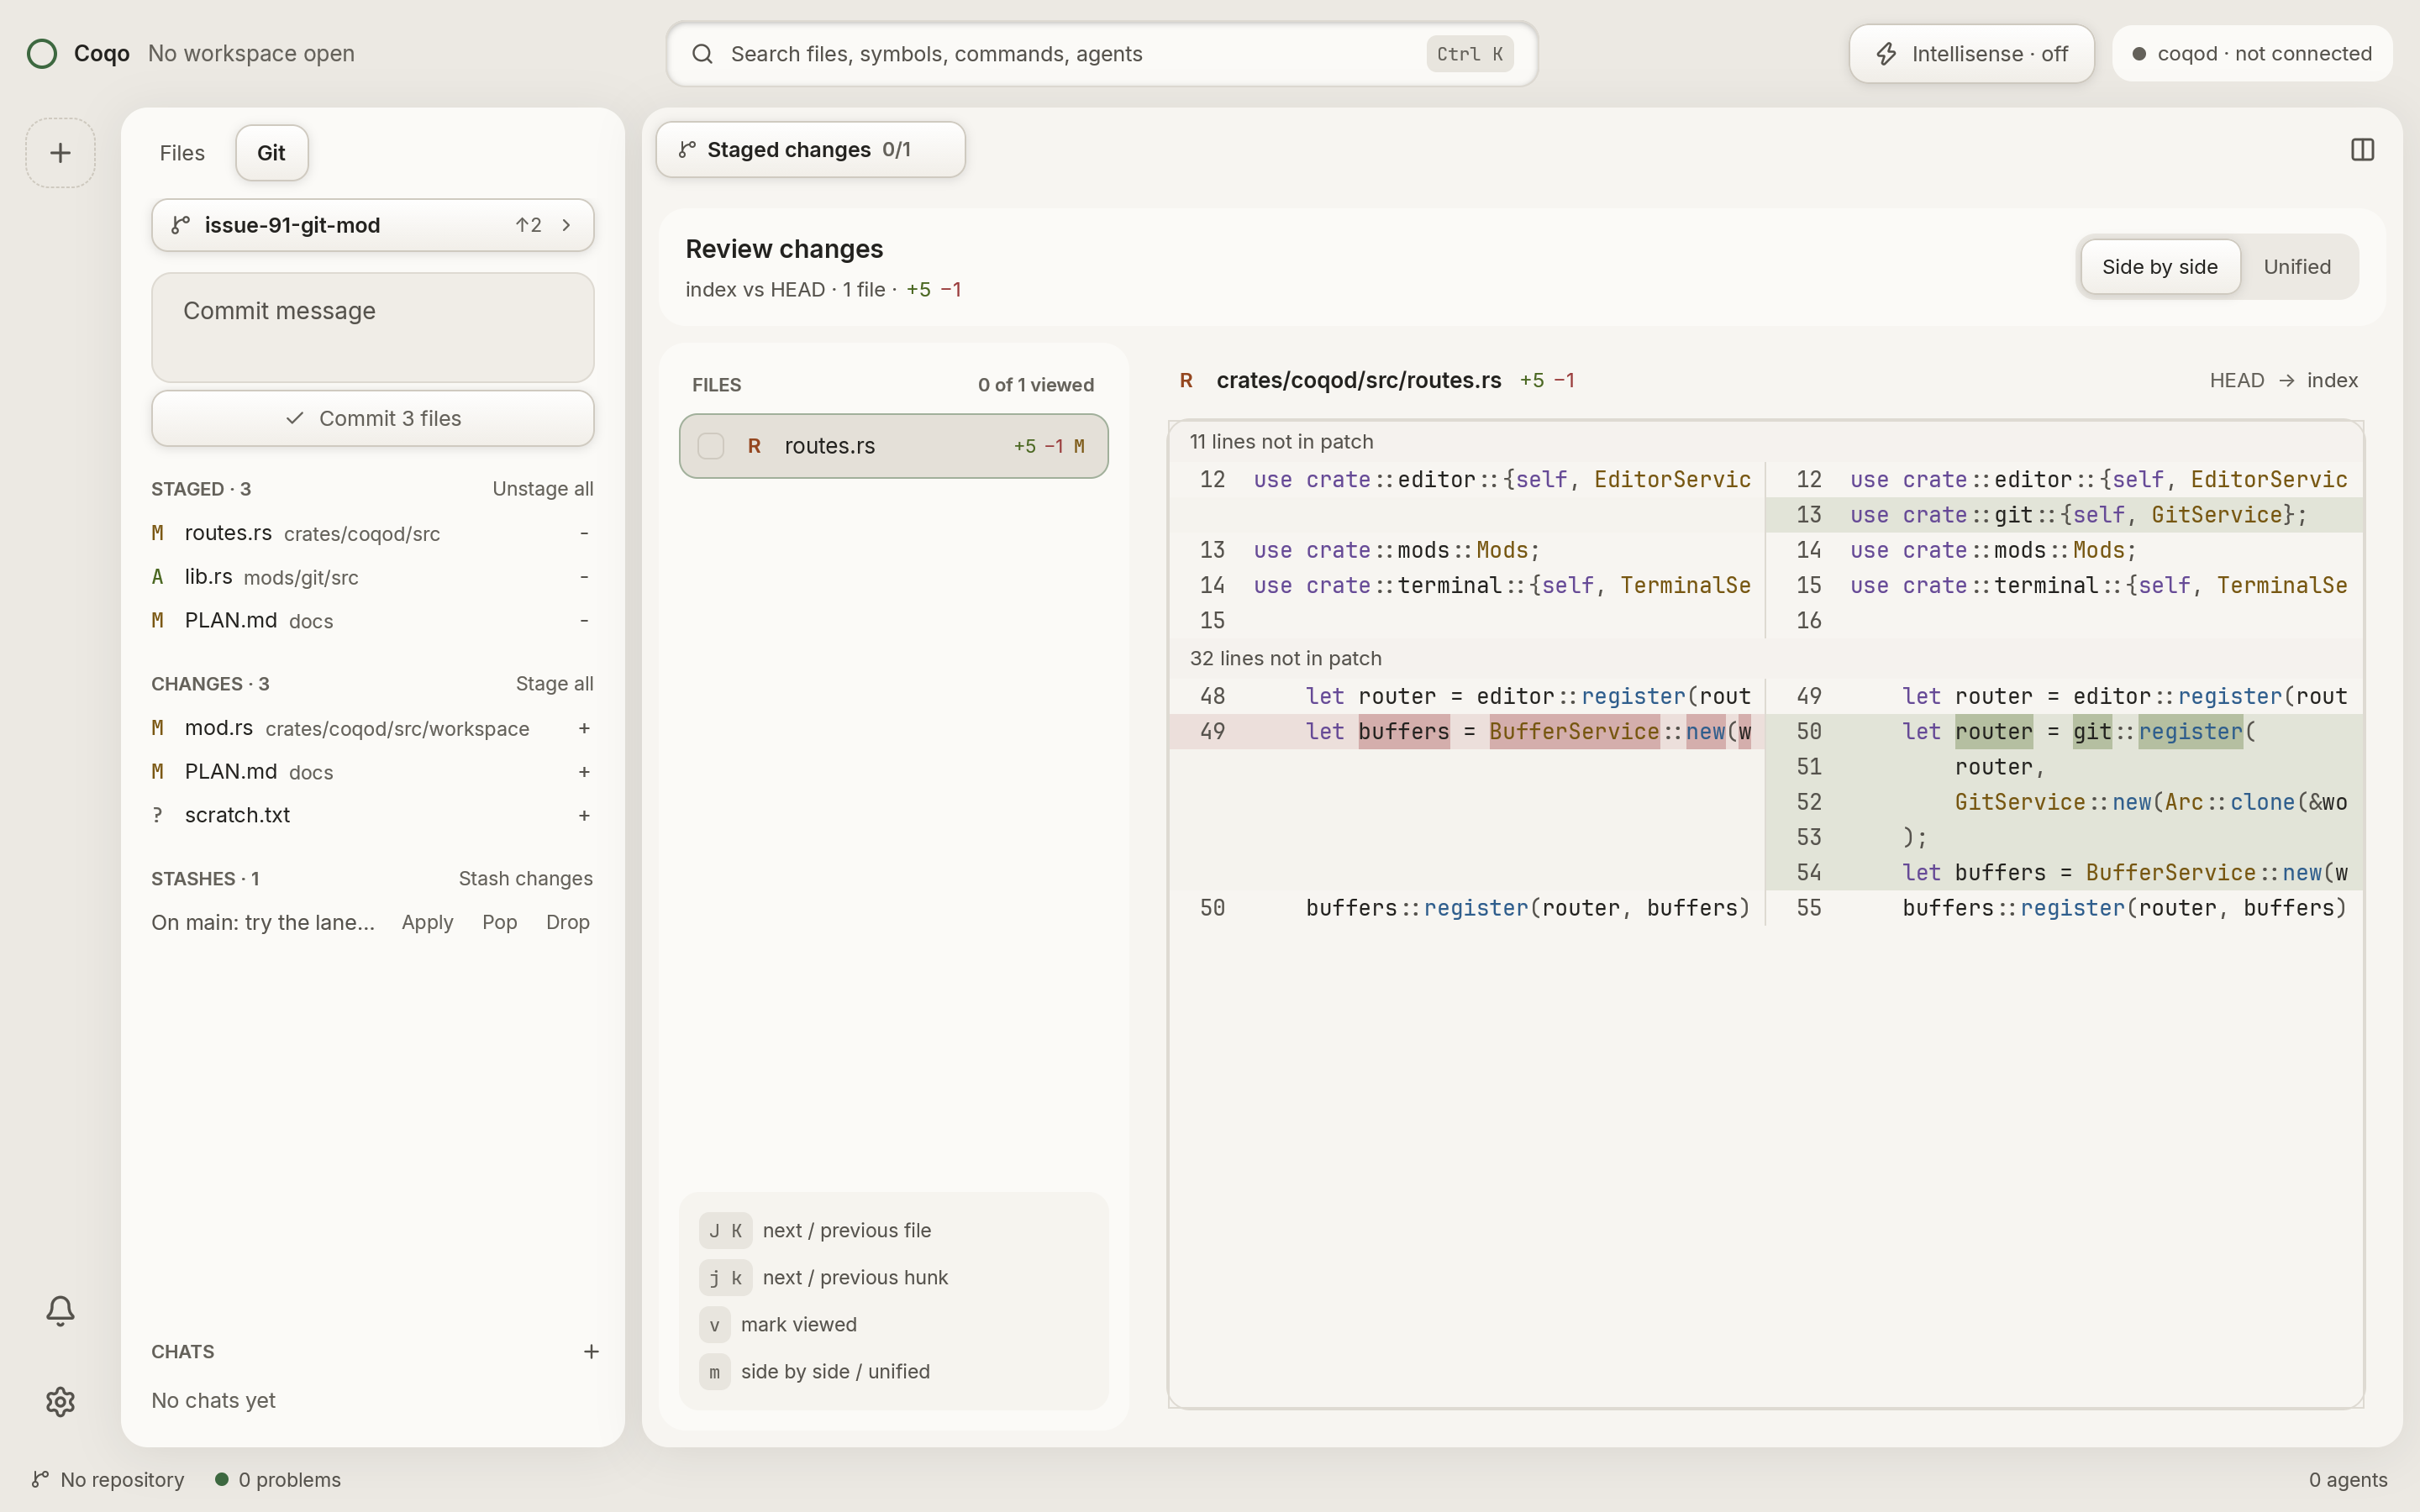 Coqo No workspace open
Search files, symbols, commands, agents Ctrl K
Intellisense · off
coqod · not connected
Files Git
issue-91-git-mod ↑2
Commit message
Commit 3 files
STAGED · 3 Unstage all
M routes.rs crates/coqod/src -
A lib.rs mods/git/src -
M PLAN.md docs -
CHANGES · 3 Stage all
M mod.rs crates/coqod/src/workspace +
M PLAN.md docs +
? scratch.txt +
STASHES · 1 Stash changes
On main: try the lane... Apply Pop Drop
CHATS +
No chats yet
Staged changes 0/1
Review changes
index vs HEAD · 1 file · +5 −1
Side by side Unified
FILES 0 of 1 viewed
R routes.rs +5 −1 M
J K next / previous file
j k next / previous hunk
v mark viewed
m side by side / unified
R crates/coqod/src/routes.rs +5 −1 HEAD → index
11 lines not in patch
12 use crate::editor::{self, EditorServic 12 use crate::editor::{self, EditorServic
13 use crate::git::{self, GitService};
13 use crate::mods::Mods; 14 use crate::mods::Mods;
14 use crate::terminal::{self, TerminalSe 15 use crate::terminal::{self, TerminalSe
15 16
32 lines not in patch
48 let router = editor::register(rout 49 let router = editor::register(rout
49 let buffers = BufferService::new(w 50 let router = git::register(
51 router,
52 GitService::new(Arc::clone(&wo
53 );
54 let buffers = BufferService::new(w
50 buffers::register(router, buffers) 55 buffers::register(router, buffers)
No repository 0 problems 0 agents